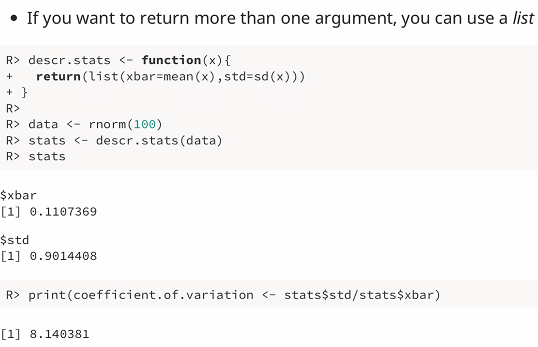 • If you want to return more than one argument, you can use a list
R> descr.stats <- function(x){
+   return(list(xbar=mean(x),std=sd(x)))
+ }
R>
R> data <- rnorm(100)
R> stats <- descr.stats(data)
R> stats
$xbar
[1] 0.1107369
$std
[1] 0.9014408
R> print(coefficient.of.variation <- stats$std/stats$xbar)
[1] 8.140381